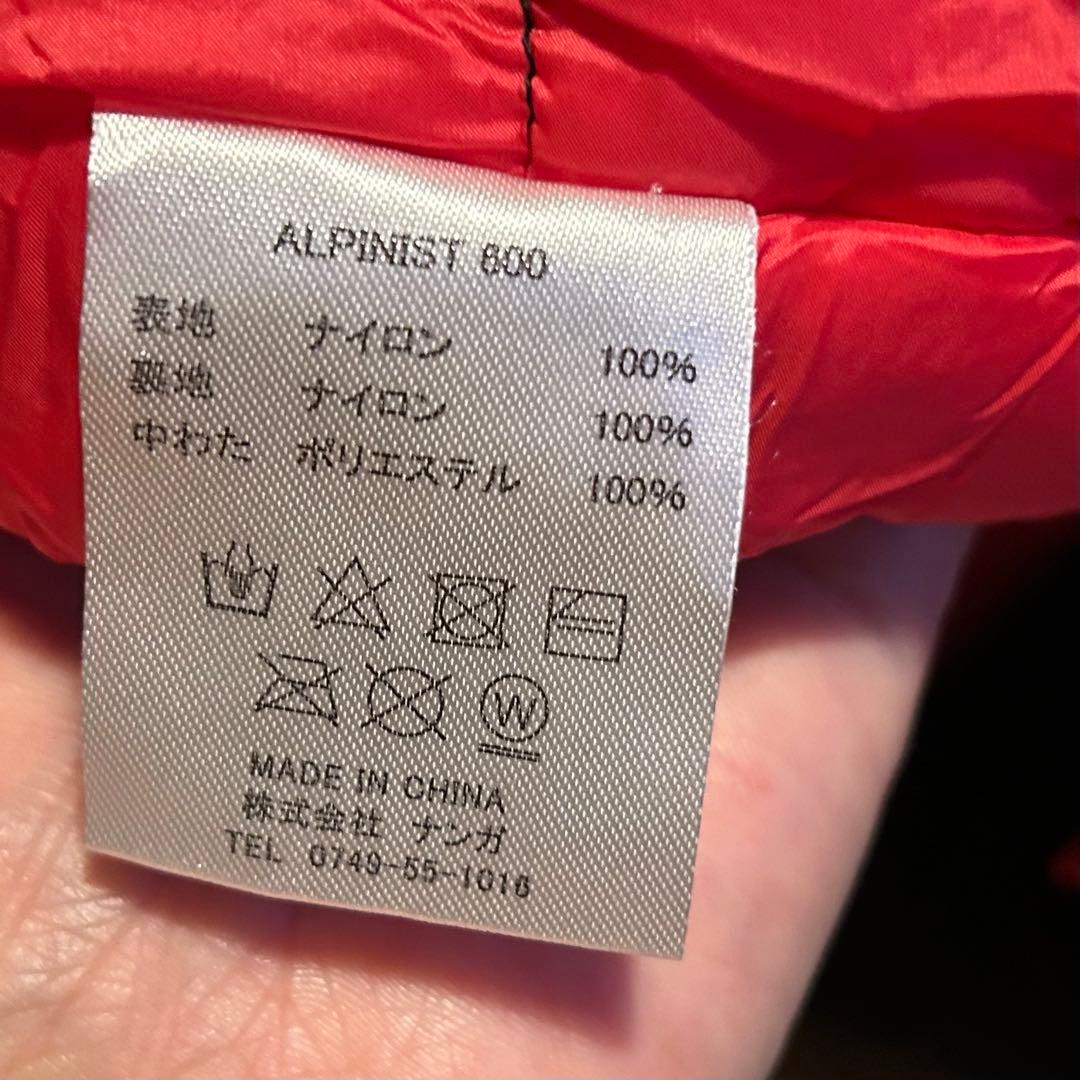 ALPINIST 600
表地 ナイロン 100%
裏地 ナイロン 100%
中わた ポリエステル 100%
W
MADE IN CHINA
株式会社 ナンガ
TEL 0749-55-1016